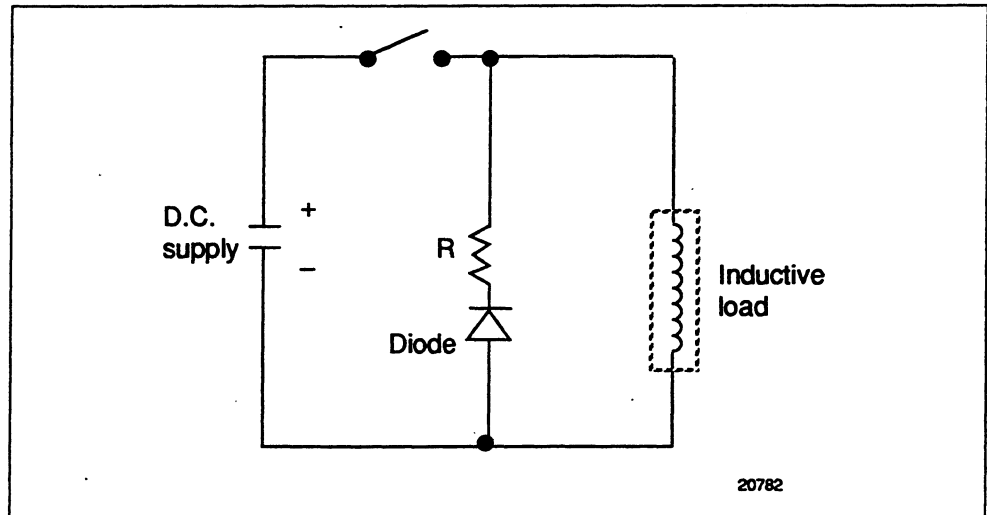 D.C.
supply
+
−
R
Diode
Inductive
load
20782